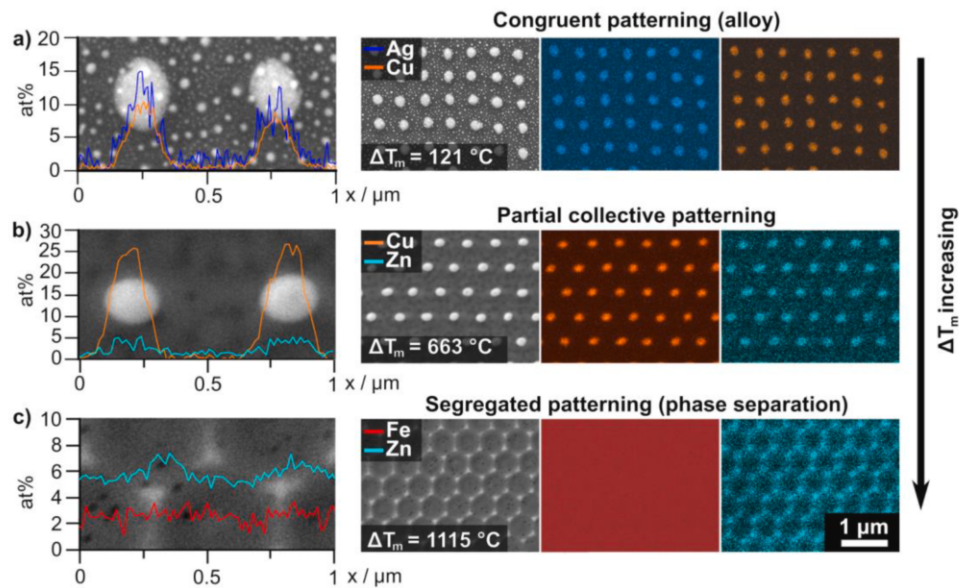 Congruent patterning (alloy)
a)
20
15
10
5
0
at%
Ag
Cu
0
0.5
1
x / μm
ΔTm = 121 °C
Partial collective patterning
b)
30
25
20
15
10
5
0
at%
Cu
Zn
0
0.5
1
x / μm
ΔTm = 663 °C
Segregated patterning (phase separation)
c)
10
8
6
4
2
0
at%
Fe
Zn
0
0.5
1
x / μm
ΔTm = 1115 °C
1 μm
ΔTm increasing